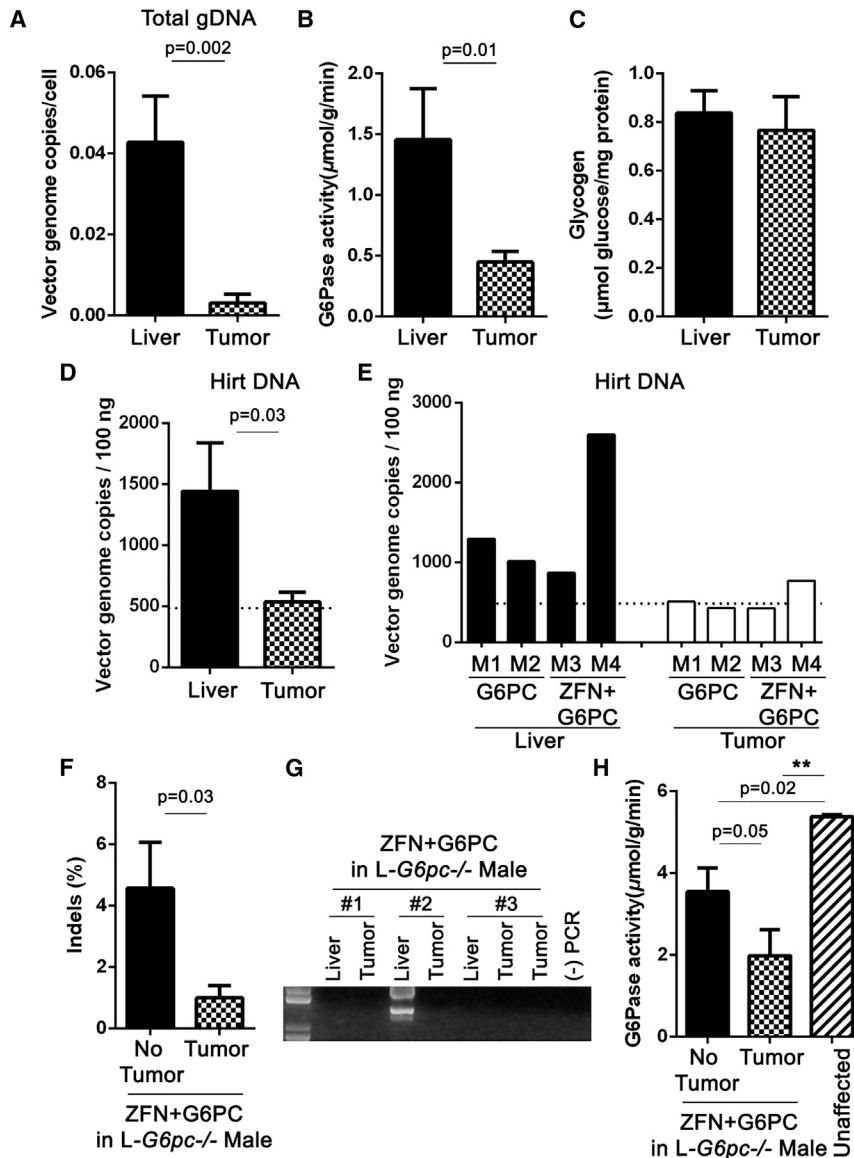 A
Total gDNA
p=0.002
Vector genome copies/cell
0.06
0.04
0.02
0.00
Liver
Tumor
B
p=0.01
G6Pase activity(µmol/g/min)
2.0
1.5
1.0
0.5
0.0
Liver
Tumor
C
Glycogen
(µmol glucose/mg protein)
1.0
0.8
0.6
0.4
0.2
0.0
Liver
Tumor
D
Hirt DNA
p=0.03
Vector genome copies / 100 ng
2000
1500
1000
500
0
Liver
Tumor
E
Hirt DNA
Vector genome copies / 100 ng
3000
2000
1000
0
M1 M2 M3 M4 M1 M2 M3 M4
G6PC ZFN+ G6PC ZFN+
G6PC G6PC
Liver Tumor
F
p=0.03
Indels (%)
8
6
4
2
0
No Tumor
Tumor
ZFN+G6PC
in L-G6pc-/- Male
G
ZFN+G6PC
in L-G6pc-/- Male
#1 #2 #3
Liver
Tumor
Liver
Tumor
Liver
Tumor
Tumor
(-) PCR
H
**
p=0.02
p=0.05
G6Pase activity(µmol/g/min)
6
4
2
0
No Tumor
Tumor
Unaffected
ZFN+G6PC
in L-G6pc-/- Male